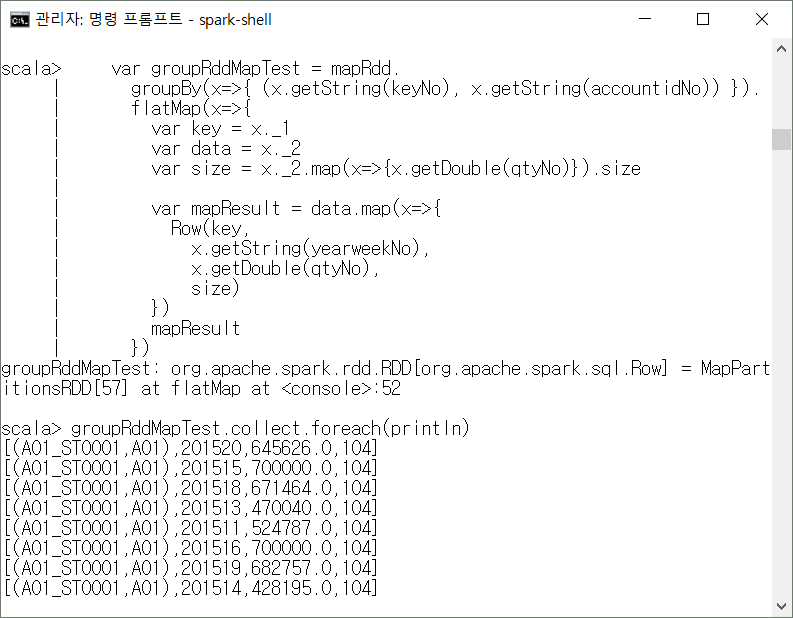 관리자: 명령 프롬프트 - spark-shell
scala>     var groupRddMapTest = mapRdd.
     |       groupBy(x=>{ (x.getString(keyNo), x.getString(accountidNo)) }).
     |       flatMap(x=>{
     |         var key = x._1
     |         var data = x._2
     |         var size = x._2.map(x=>{x.getDouble(qtyNo)}).size
     |
     |         var mapResult = data.map(x=>{
     |           Row(key,
     |             x.getString(yearweekNo),
     |             x.getDouble(qtyNo),
     |             size)
     |         })
     |         mapResult
     |       })
groupRddMapTest: org.apache.spark.rdd.RDD[org.apache.spark.sql.Row] = MapPart
itionsRDD[57] at flatMap at <console>:52
scala> groupRddMapTest.collect.foreach(println)
[(A01_ST0001,A01),201520,645626.0,104]
[(A01_ST0001,A01),201515,700000.0,104]
[(A01_ST0001,A01),201518,671464.0,104]
[(A01_ST0001,A01),201513,470040.0,104]
[(A01_ST0001,A01),201511,524787.0,104]
[(A01_ST0001,A01),201516,700000.0,104]
[(A01_ST0001,A01),201519,682757.0,104]
[(A01_ST0001,A01),201514,428195.0,104]